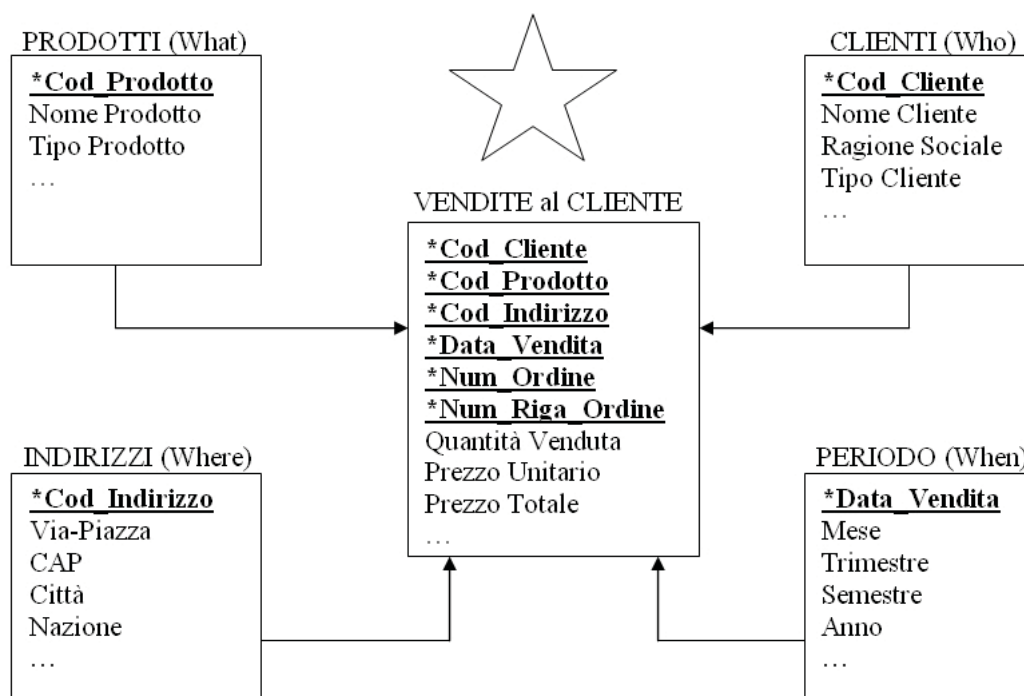 PRODOTTI (What)
*Cod_Prodotto
Nome Prodotto
Tipo Prodotto
…
CLIENTI (Who)
*Cod_Cliente
Nome Cliente
Ragione Sociale
Tipo Cliente
…
VENDITE al CLIENTE
*Cod_Cliente
*Cod_Prodotto
*Cod_Indirizzo
*Data_Vendita
*Num_Ordine
*Num_Riga_Ordine
Quantità Venduta
Prezzo Unitario
Prezzo Totale
…
INDIRIZZI (Where)
*Cod_Indirizzo
Via-Piazza
CAP
Città
Nazione
…
PERIODO (When)
*Data_Vendita
Mese
Trimestre
Semestre
Anno
…